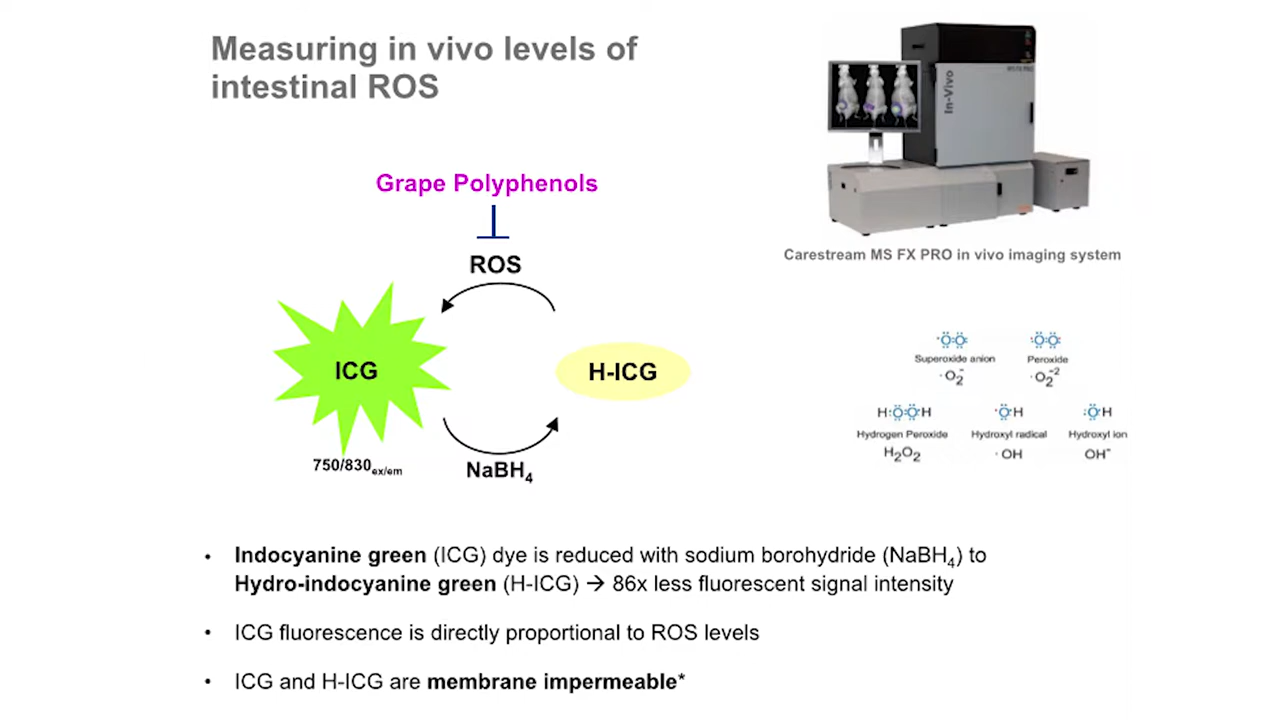 Measuring in vivo levels of
intestinal ROS
In-Vivo
Carestream MS FX PRO in vivo imaging system
Grape Polyphenols
ROS
ICG
H-ICG
750/830ex/em
NaBH4
·Ö:Ö:
Superoxide anion
·O2-
Peroxide
·O2-2
H:Ö:Ö:H
Hydrogen Peroxide
H2O2
·Ö:H
Hydroxyl radical
·OH
:Ö:H
Hydroxyl ion
OH-
• Indocyanine green (ICG) dye is reduced with sodium borohydride (NaBH4) to
Hydro-indocyanine green (H-ICG) → 86x less fluorescent signal intensity
• ICG fluorescence is directly proportional to ROS levels
• ICG and H-ICG are membrane impermeable*